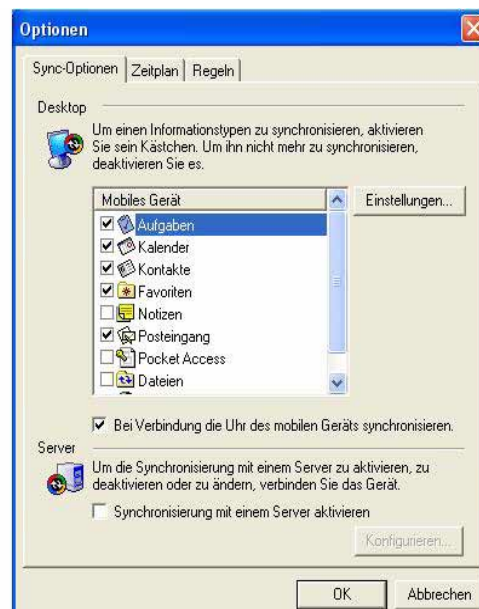 Optionen
Sync-Optionen Zeitplan Regeln
Desktop
Um einen Informationstypen zu synchronisieren, aktivieren
Sie sein Kästchen. Um ihn nicht mehr zu synchronisieren,
deaktivieren Sie es.
Mobiles Gerät
Einstellungen...
Aufgaben
Kalender
Kontakte
Favoriten
Notizen
Posteingang
Pocket Access
Dateien
Bei Verbindung die Uhr des mobilen Geräts synchronisieren.
Server
Um die Synchronisierung mit einem Server zu aktivieren, zu
deaktivieren oder zu ändern, verbinden Sie das Gerät.
Synchronisierung mit einem Server aktivieren
Konfigurieren...
OK Abbrechen